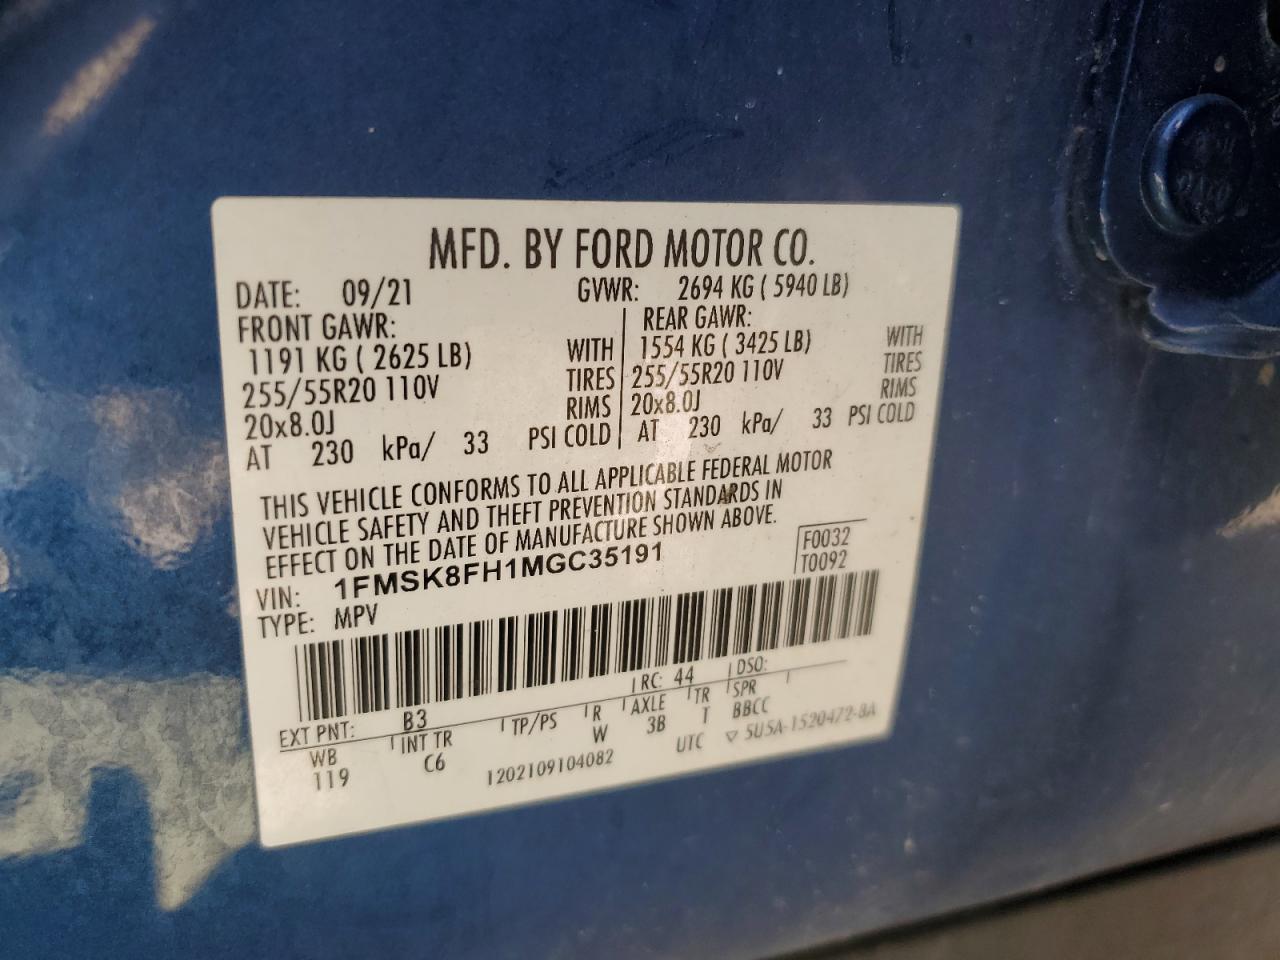 MFD. BY FORD MOTOR CO.
DATE: 09/21 GVWR: 2694 KG ( 5940 LB)
FRONT GAWR: REAR GAWR:
1191 KG ( 2625 LB) WITH 1554 KG ( 3425 LB) WITH
255/55R20 110V TIRES 255/55R20 110V TIRES
20x8.0J RIMS 20x8.0J RIMS
AT 230 kPa/ 33 PSI COLD AT 230 kPa/ 33 PSI COLD
THIS VEHICLE CONFORMS TO ALL APPLICABLE FEDERAL MOTOR
VEHICLE SAFETY AND THEFT PREVENTION STANDARDS IN
EFFECT ON THE DATE OF MANUFACTURE SHOWN ABOVE.
VIN: 1FMSK8FH1MGC35191 F0032
TYPE: MPV T0092
EXT PNT: B3 RC: 44 DSO:
WB INT TR TP/PS R AXLE TR SPR
119 C6 W 3B T BBCC
1202109104082 UTC ▽ 5U5A-1520472-BA